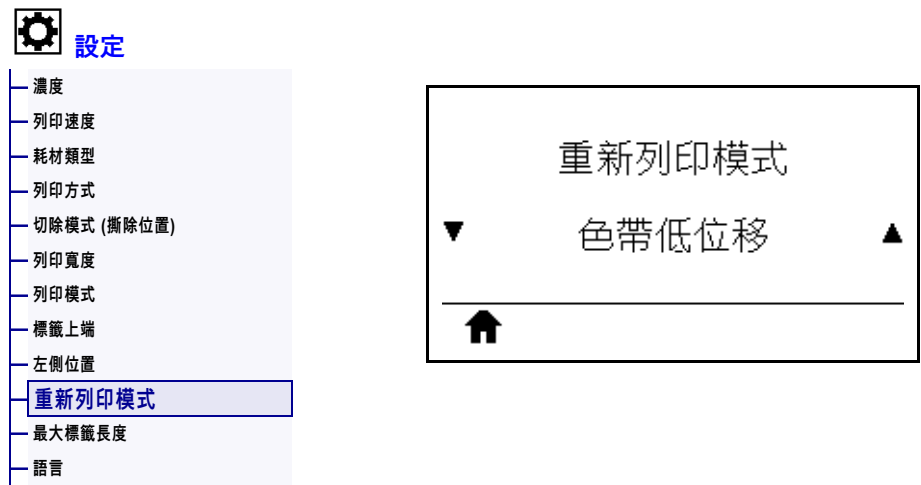 設定
濃度
列印速度
耗材類型
列印方式
切除模式 (撕除位置)
列印寬度
列印模式
標籤上端
左側位置
重新列印模式
最大標籤長度
語言
重新列印模式
色帶低位移